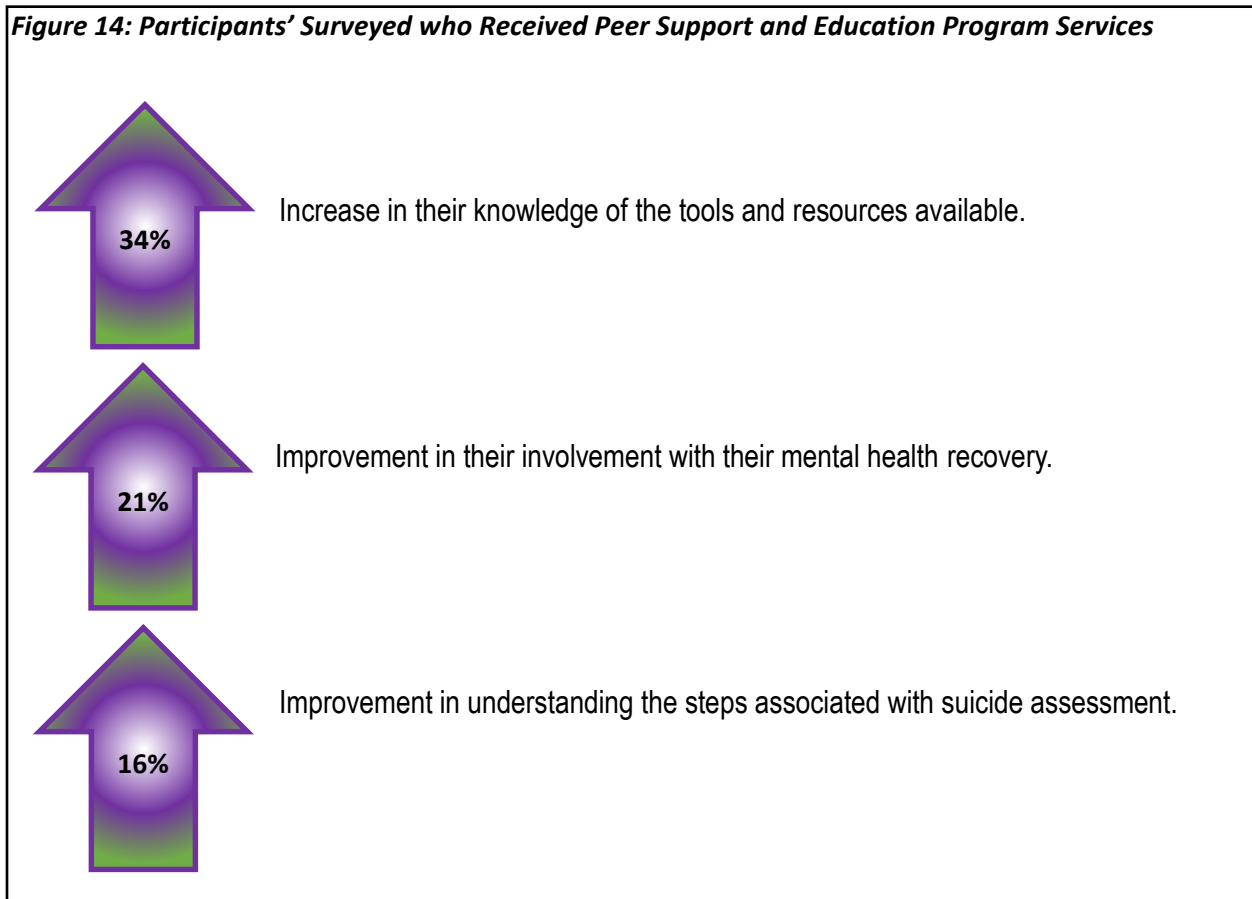 Figure 14: Participants’ Surveyed who Received Peer Support and Education Program Services
34%
Increase in their knowledge of the tools and resources available.
21%
Improvement in their involvement with their mental health recovery.
16%
Improvement in understanding the steps associated with suicide assessment.